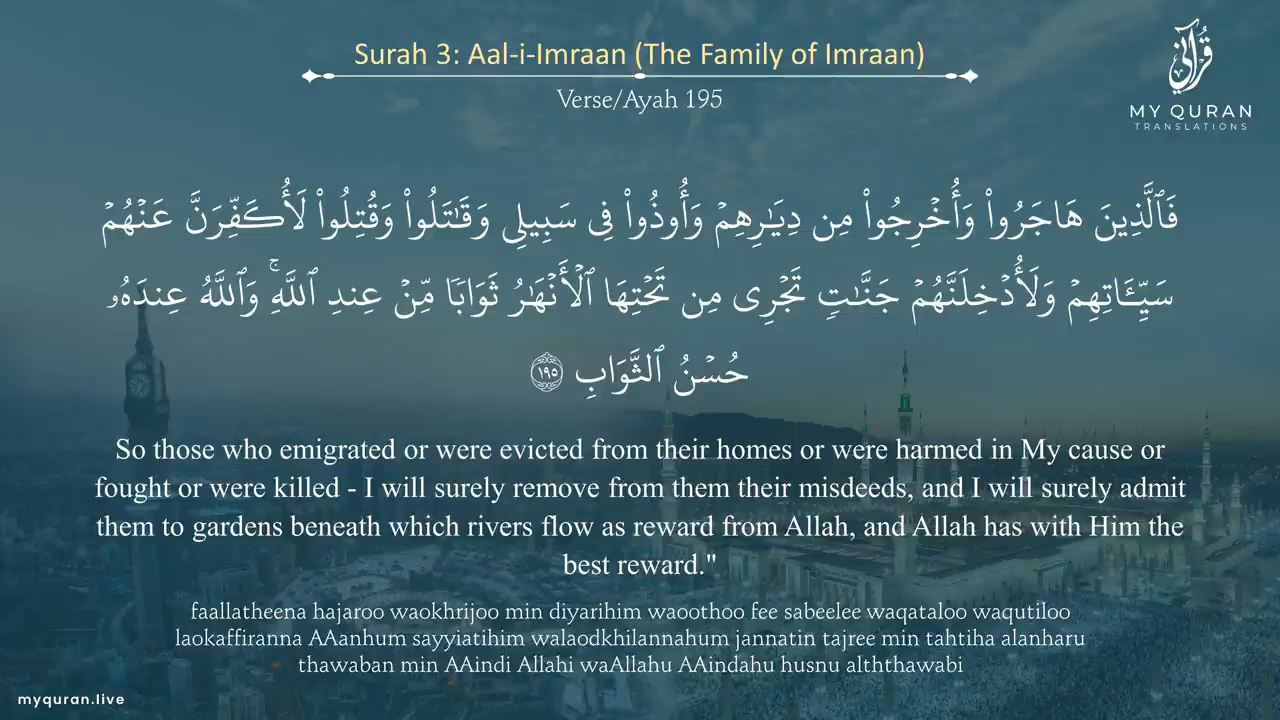 Surah 3: Aal-i-Imraan (The Family of Imraan)
Verse/Ayah 195
قُرْآنِي
MY QURAN
TRANSLATIONS
فَٱلَّذِينَ هَاجَرُوا۟ وَأُخْرِجُوا۟ مِن دِيَـٰرِهِمْ وَأُوذُوا۟ فِى سَبِيلِى وَقَـٰتَلُوا۟ وَقُتِلُوا۟ لَأُكَفِّرَنَّ عَنْهُمْ
سَيِّـَٔاتِهِمْ وَلَأُدْخِلَنَّهُمْ جَنَّـٰتٍ تَجْرِى مِن تَحْتِهَا ٱلْأَنْهَـٰرُ ثَوَابًا مِّنْ عِندِ ٱللَّهِ ۚ وَٱللَّهُ عِندَهُۥ
حُسْنُ ٱلثَّوَابِ ١٩٥
So those who emigrated or were evicted from their homes or were harmed in My cause or
fought or were killed - I will surely remove from them their misdeeds, and I will surely admit
them to gardens beneath which rivers flow as reward from Allah, and Allah has with Him the
best reward."
faallatheena hajaroo waokhrijoo min diyarihim waoothoo fee sabeelee waqataloo waqutiloo
laokaffiranna AAanhum sayyiatihim walaodkhilannahum jannatin tajree min tahtiha alanharu
thawaban min AAindi Allahi waAllahu AAindahu husnu alththawabi
myquran.live